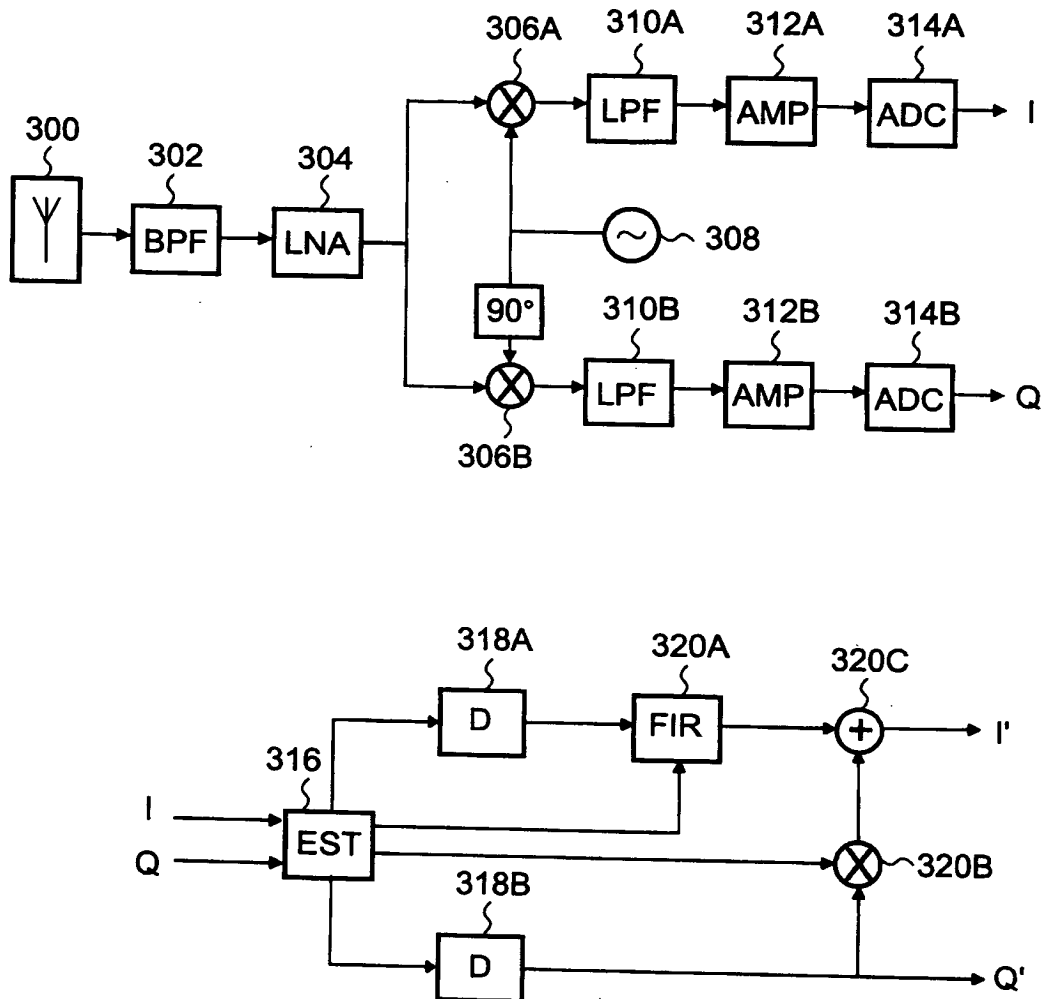 306A 310A 312A 314A
LPF AMP ADC I
300 302 304
BPF LNA 308
90° 310B 312B 314B
LPF AMP ADC Q
306B
318A 320A 320C
D FIR + I'
316
I
EST
Q 320B
318B
D Q'